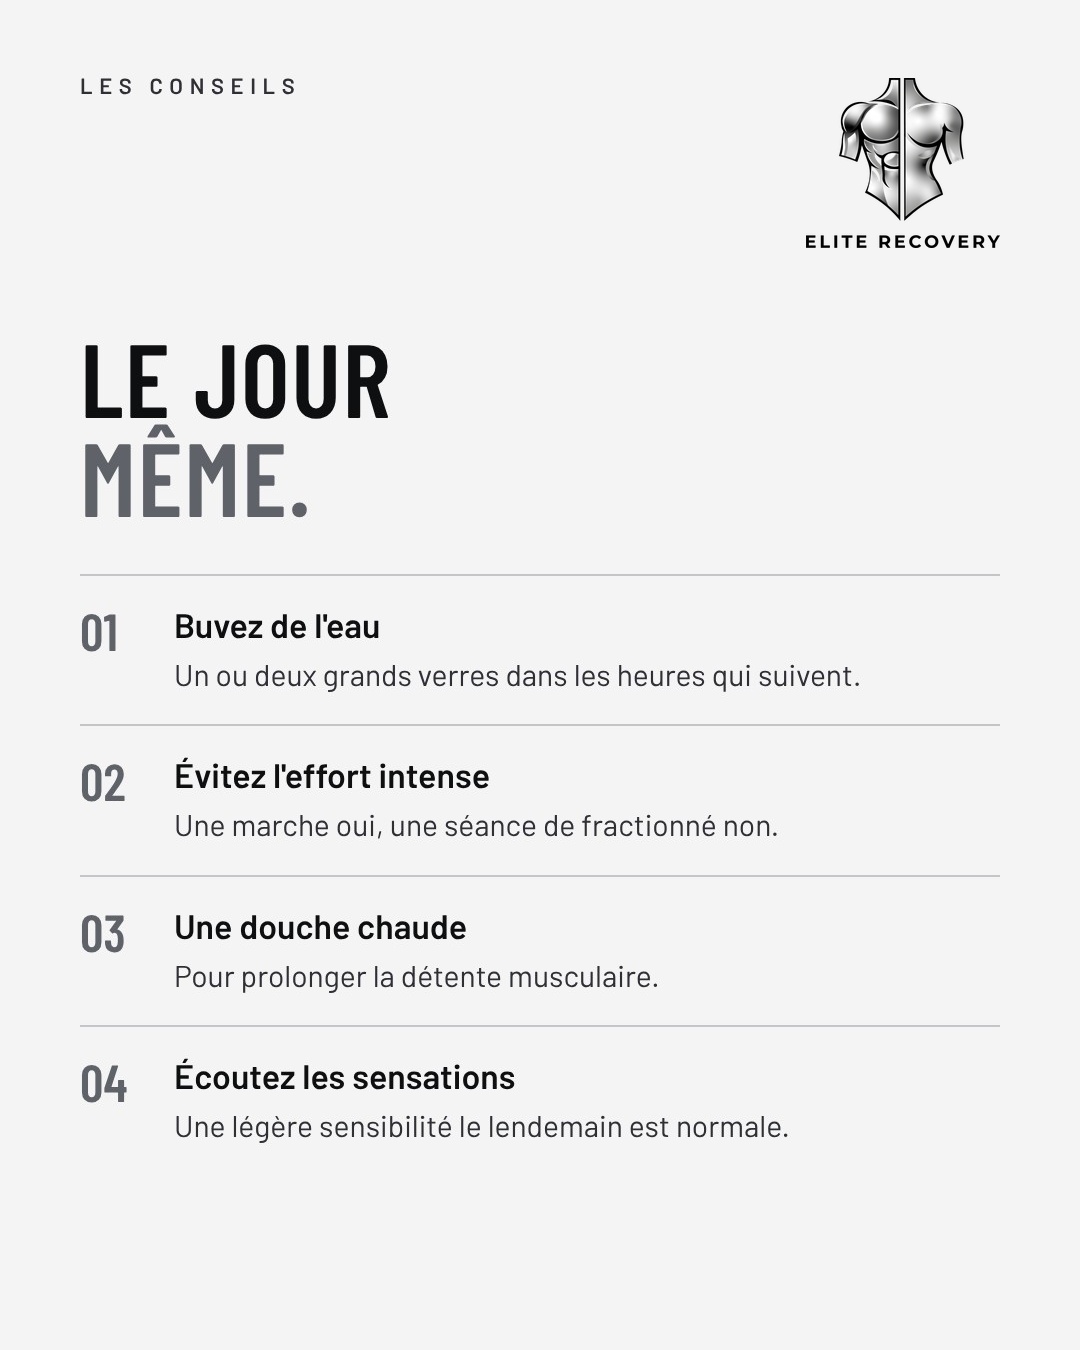 LES CONSEILS
ELITE RECOVERY
LE JOUR
MÊME.
01
Buvez de l'eau
Un ou deux grands verres dans les heures qui suivent.
02
Évitez l'effort intense
Une marche oui, une séance de fractionné non.
03
Une douche chaude
Pour prolonger la détente musculaire.
04
Écoutez les sensations
Une légère sensibilité le lendemain est normale.